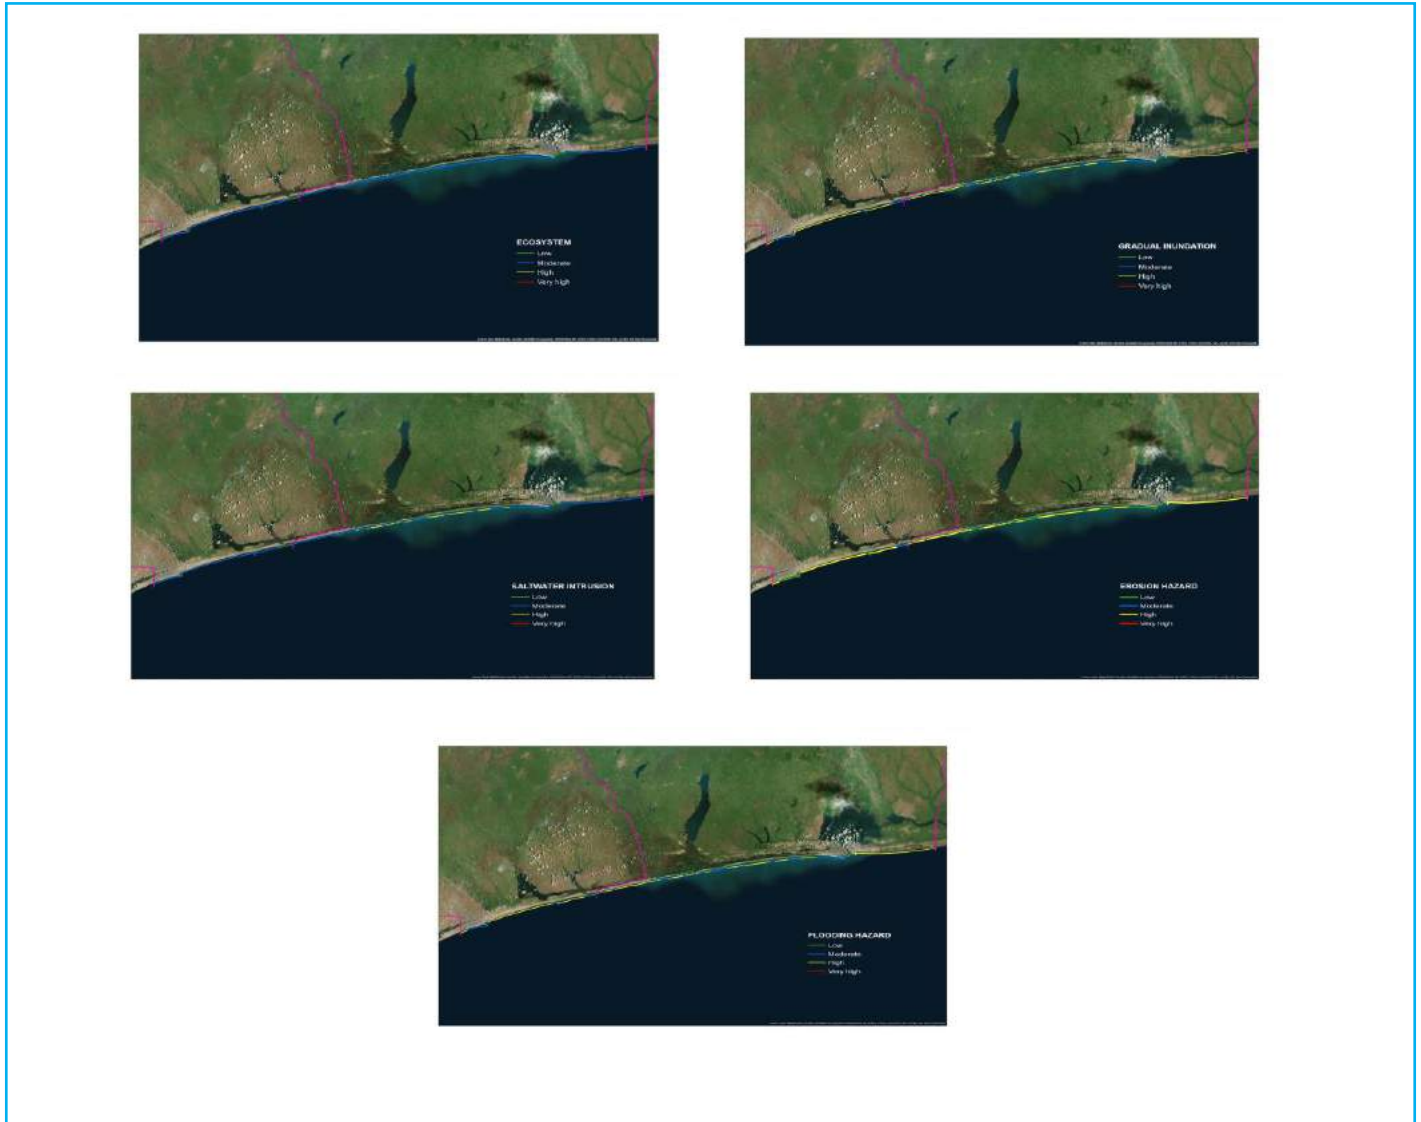 ECOSYSTEM
Low
Moderate
High
Very high
GRADUAL INUNDATION
Low
Moderate
High
Very high
SALTWATER INTRUSION
Low
Moderate
High
Very high
EROSION HAZARD
Low
Moderate
High
Very high
FLOODING HAZARD
Low
Moderate
High
Very high